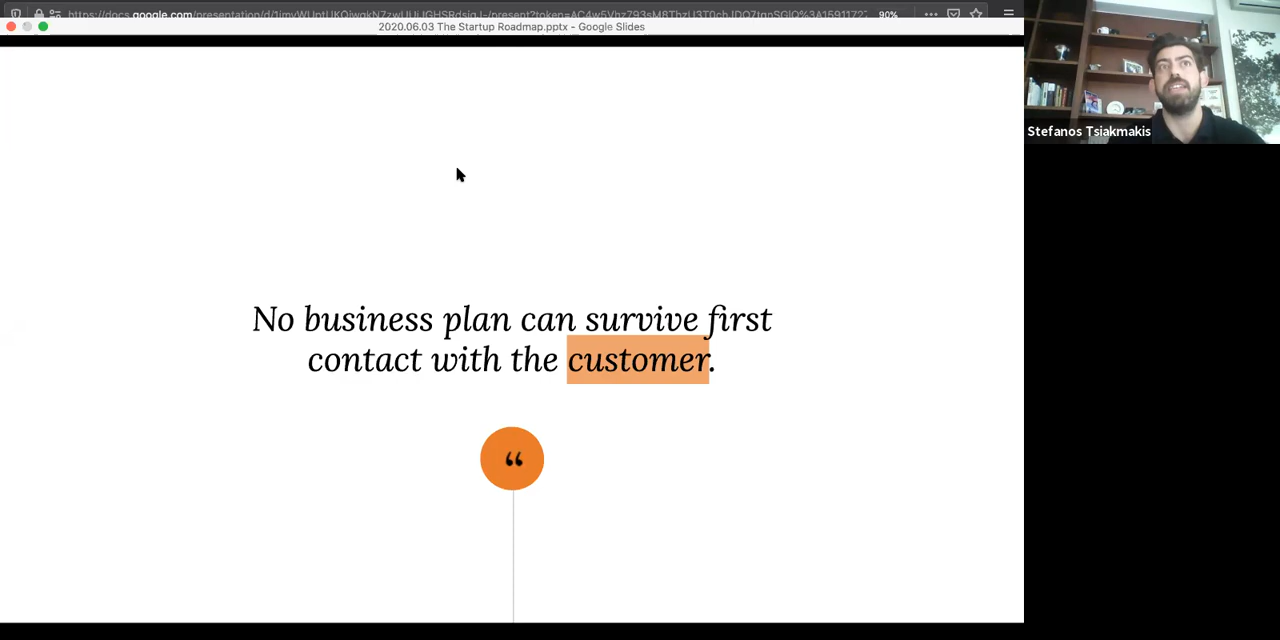 90%
2020.06.03 The Startup Roadmap.pptx - Google Slides
Stefanos Tsiakmakis
No business plan can survive first
contact with the customer.
“